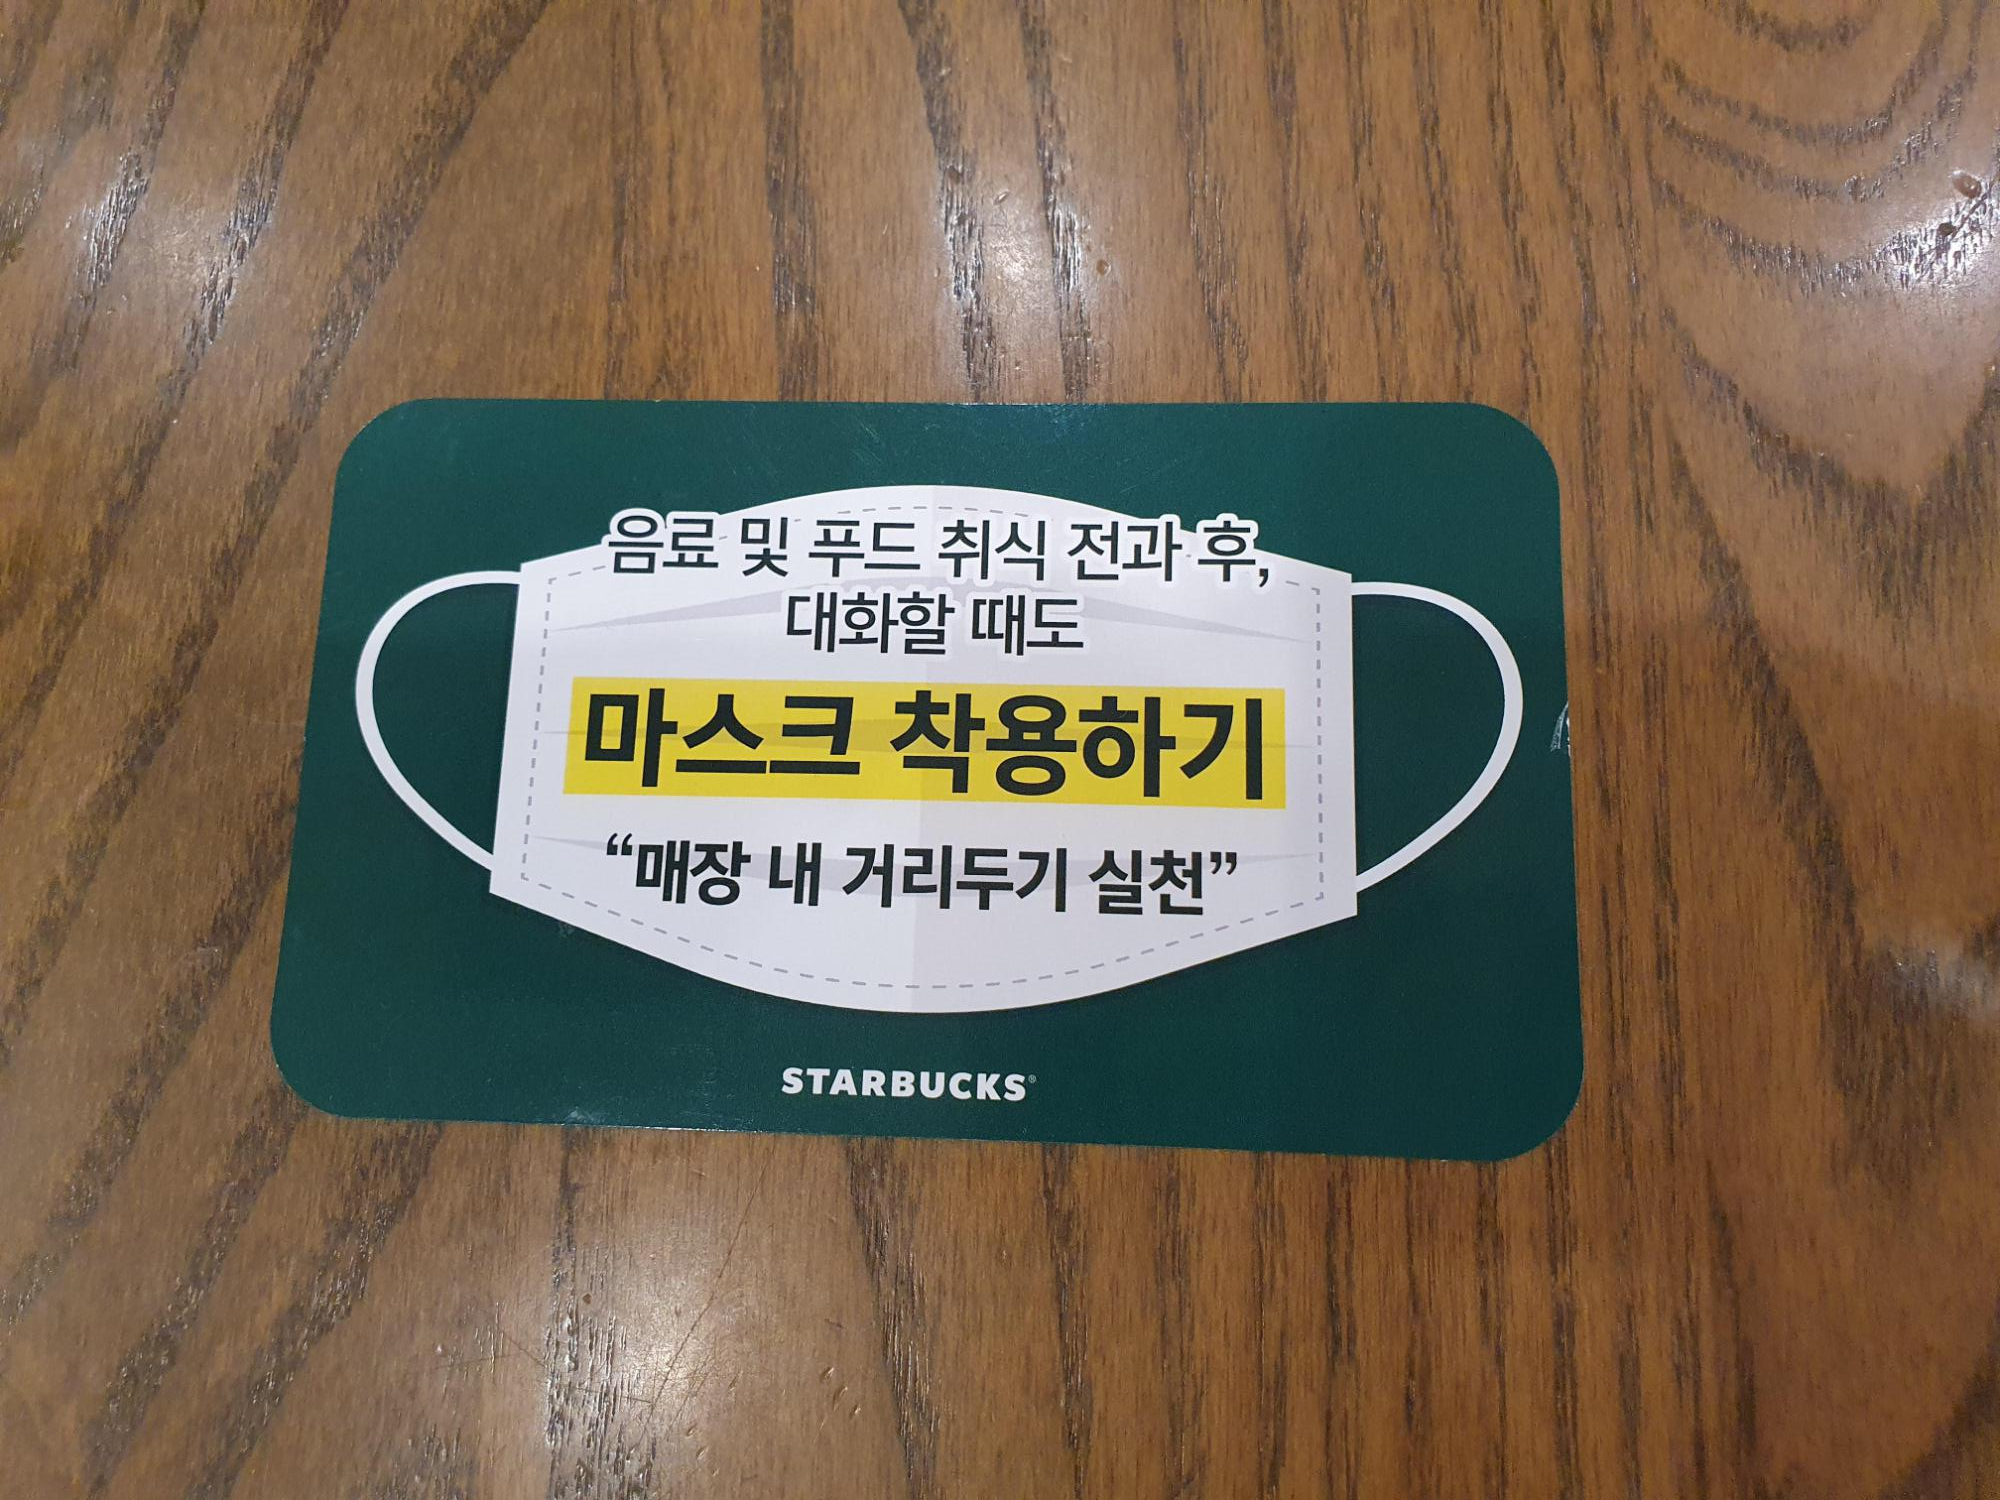 음료 및 푸드 취식 전과 후,
대화할 때도
마스크 착용하기
“매장 내 거리두기 실천”
STARBUCKS®